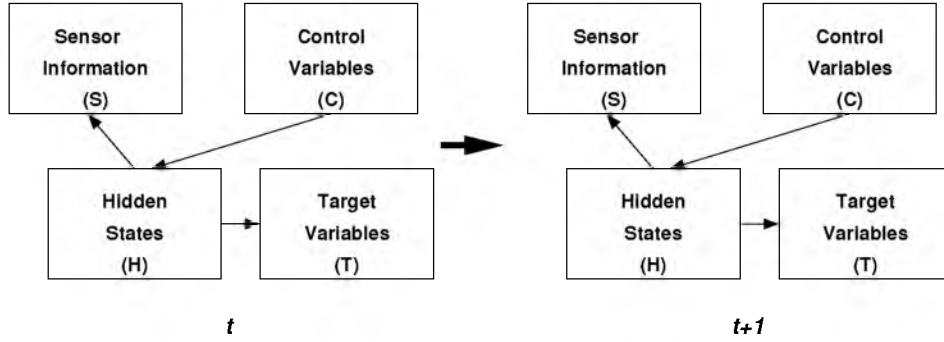 Sensor
Information
(S)
Control
Variables
(C)
Hidden
States
(H)
Target
Variables
(T)
t
Sensor
Information
(S)
Control
Variables
(C)
Hidden
States
(H)
Target
Variables
(T)
t+1